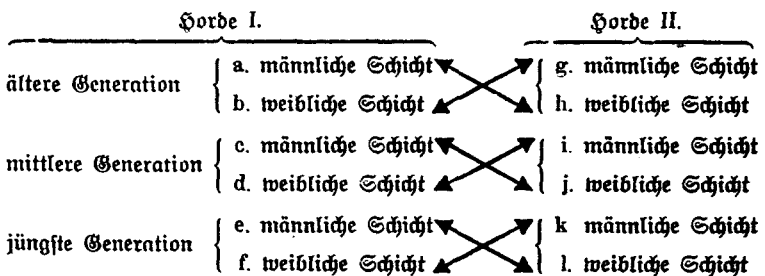 Horde I. Horde II.
a. männliche Schicht g. männliche Schicht
ältere Generation
b. weibliche Schicht h. weibliche Schicht
c. männliche Schicht i. männliche Schicht
mittlere Generation
d. weibliche Schicht j. weibliche Schicht
e. männliche Schicht k männliche Schicht
jüngste Generation
f. weibliche Schicht l. weibliche Schicht